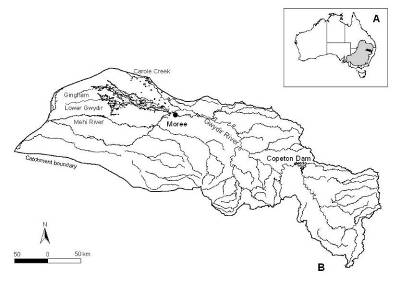 A
Carole Creek
Gingham
Lower Gwydir
Mehi River
Moree
Gwydir River
Catchment boundary
Copeton Dam
N
50 0 50 km
B